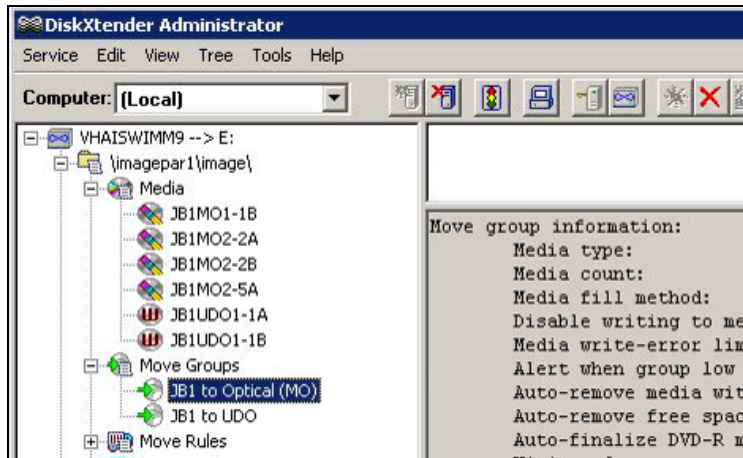 DiskXtender Administrator
Service Edit View Tree Tools Help
Computer: (Local)
VHAISWIMM9 --> E:
\imagepar1\image\
Media
JB1MO1-1B
JB1MO2-2A
JB1MO2-2B
JB1MO2-5A
JB1UDO1-1A
JB1UDO1-1B
Move Groups
JB1 to Optical (MO)
JB1 to UDO
Move Rules
Move group information:
Media type:
Media count:
Media fill method:
Disable writing to me
Media write-error lim
Alert when group low
Auto-remove media wit
Auto-remove free spac
Auto-finalize DVD-R m